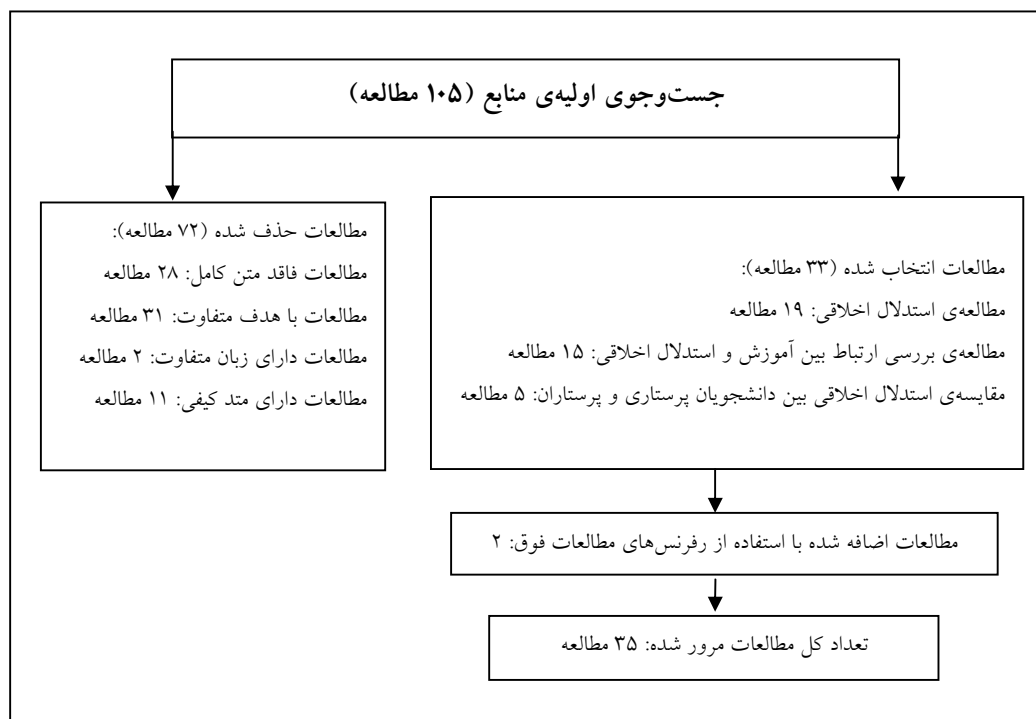 جست‌وجوی اولیه‌ی منابع (۱۰۵ مطالعه)
مطالعات انتخاب شده (۳۳ مطالعه):
مطالعه‌ی استدلال اخلاقی: ۱۹ مطالعه
مطالعه‌ی بررسی ارتباط بین آموزش و استدلال اخلاقی: ۱۵ مطالعه
مقایسه‌ی استدلال اخلاقی بین دانشجویان پرستاری و پرستاران: ۵ مطالعه
مطالعات حذف شده (۷۲ مطالعه):
مطالعات فاقد متن کامل: ۲۸ مطالعه
مطالعات با هدف متفاوت: ۳۱ مطالعه
مطالعات دارای زبان متفاوت: ۲ مطالعه
مطالعات دارای متد کیفی: ۱۱ مطالعه
مطالعات اضافه شده با استفاده از رفرنس‌های مطالعات فوق: ۲
تعداد کل مطالعات مرور شده: ۳۵ مطالعه